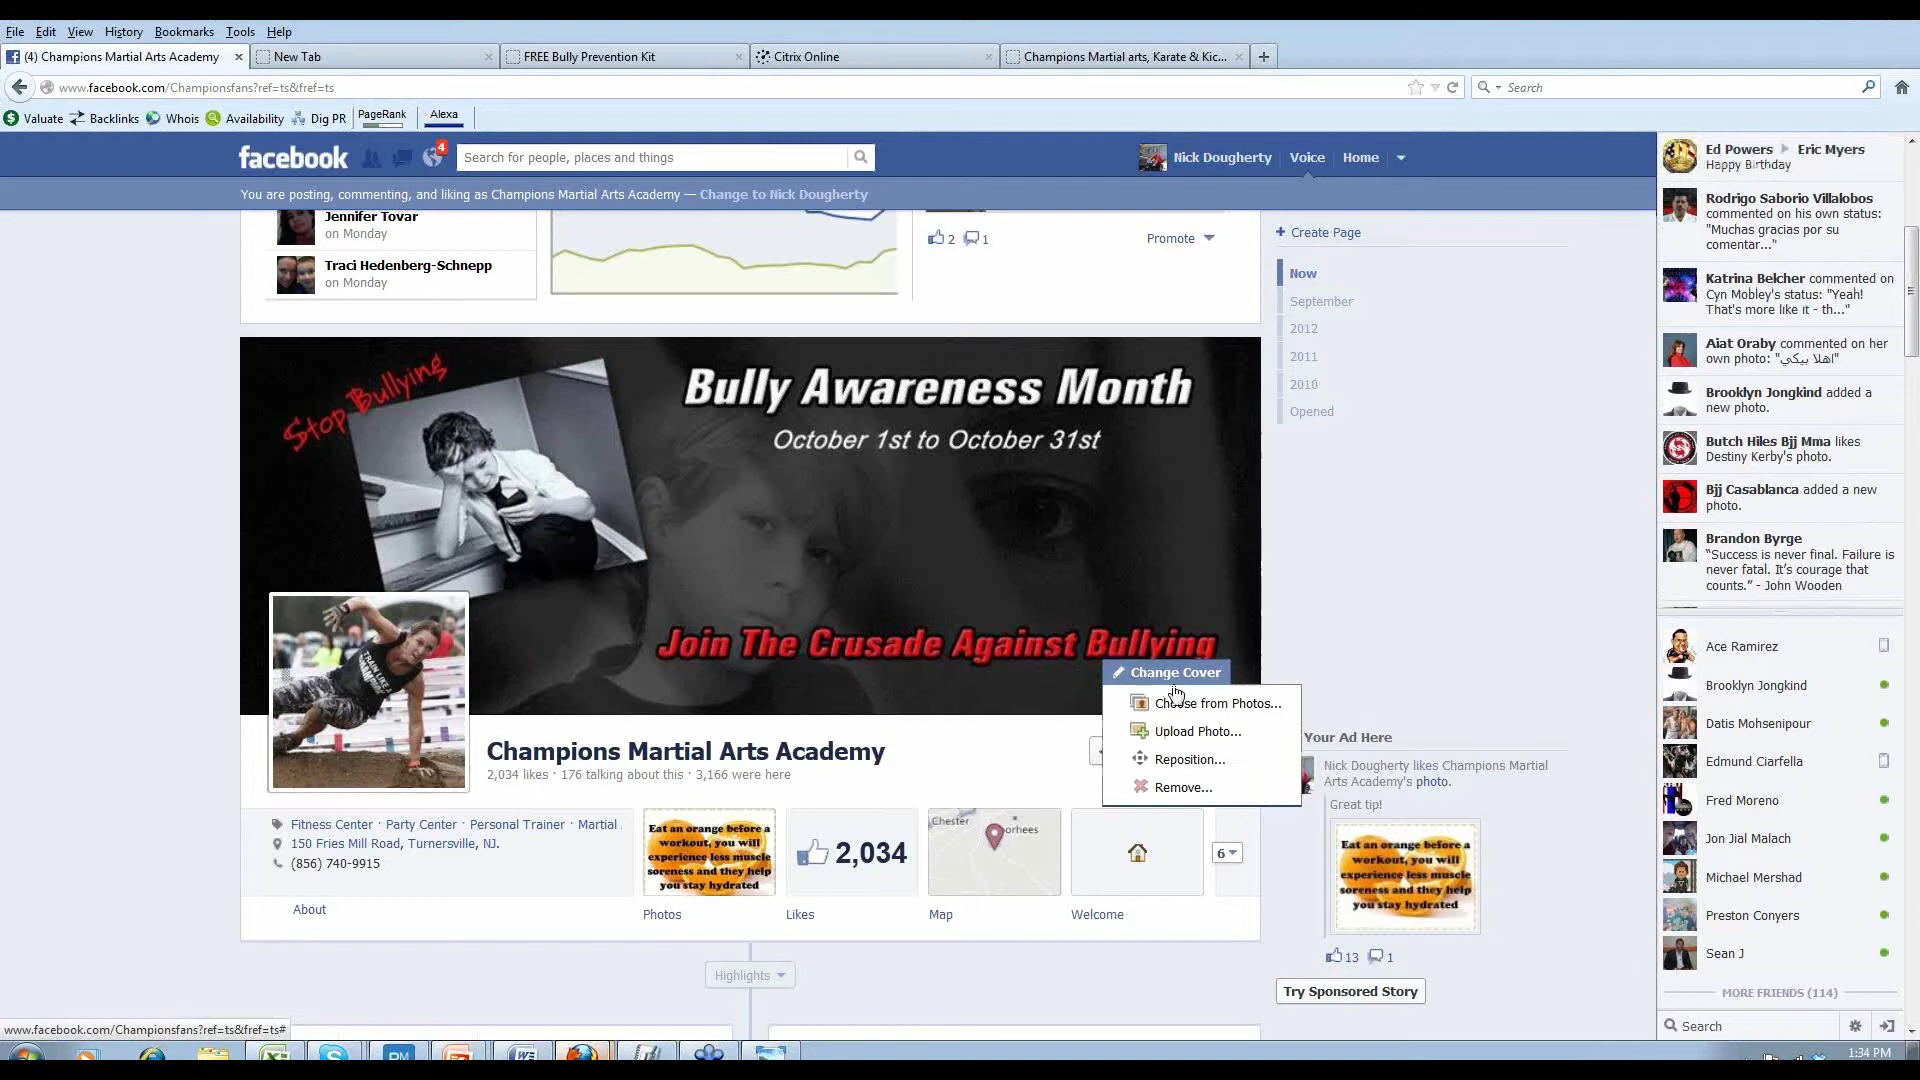 File Edit View History Bookmarks Tools Help
(4) Champions Martial Arts Academy
New Tab
FREE Bully Prevention Kit
Citrix Online
Champions Martial arts, Karate & Kic...
www.facebook.com/Championsfans?ref=ts&fref=ts
Search
Valuate Backlinks Whois Availability Dig PR PageRank Alexa
facebook
4
Search for people, places and things
Nick Dougherty Voice Home
You are posting, commenting, and liking as Champions Martial Arts Academy — Change to Nick Dougherty
Jennifer Tovar
on Monday
Traci Hedenberg-Schnepp
on Monday
2 1
Promote
Create Page
Now
September
2012
2011
2010
Opened
Stop Bullying
Bully Awareness Month
October 1st to October 31st
Join The Crusade Against Bullying
TRAIN LIKE A
Change Cover
Choose from Photos...
Upload Photo...
Reposition...
Remove...
Champions Martial Arts Academy
2,034 likes · 176 talking about this · 3,166 were here
Fitness Center · Party Center · Personal Trainer · Martial
150 Fries Mill Road, Turnersville, NJ.
(856) 740-9915
About
Eat an orange before a
workout, you will
experience less muscle
soreness and they help
you stay hydrated
Photos
2,034
Likes
Chester
oorhees
Map
Welcome
6
Highlights
Your Ad Here
Nick Dougherty likes Champions Martial
Arts Academy's photo.
Great tip!
Eat an orange before a
workout, you will
experience less muscle
soreness and they help
you stay hydrated
13 1
Try Sponsored Story
Ed Powers Eric Myers
Happy Birthday
Rodrigo Saborio Villalobos
commented on his own status:
"Muchas gracias por su
comentar..."
Katrina Belcher commented on
Cyn Mobley's status: "Yeah!
That's more like it - th..."
Aiat Oraby commented on her
own photo: "اهلا بيكي"
Brooklyn Jongkind added a
new photo.
Butch Hiles Bjj Mma likes
Destiny Kerby's photo.
Bjj Casablanca added a new
photo.
Brandon Byrge
“Success is never final. Failure is
never fatal. It’s courage that
counts.” - John Wooden
Ace Ramirez
Brooklyn Jongkind
Datis Mohsenipour
Edmund Ciarfella
Fred Moreno
Jon Jial Malach
Michael Mershad
Preston Conyers
Sean J
MORE FRIENDS (114)
Search
www.facebook.com/Championsfans?ref=ts&fref=ts#
1:34 PM